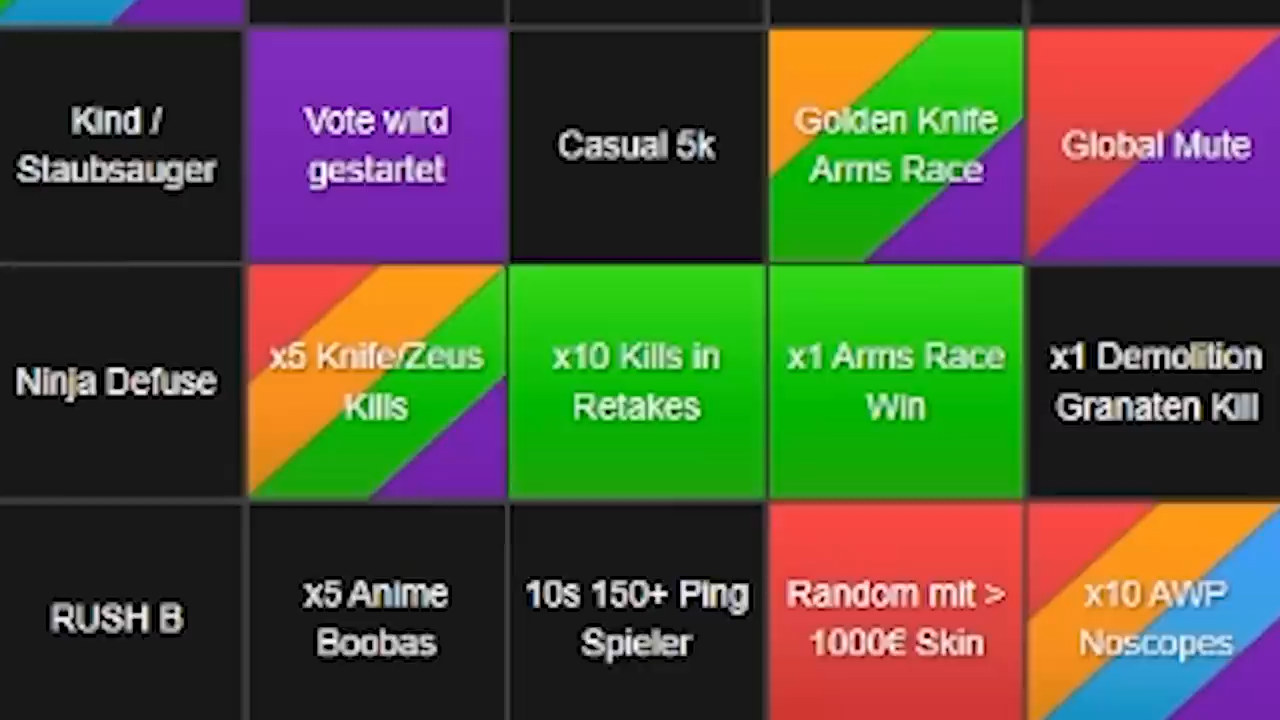 Kind /
Staubsauger
Vote wird
gestartet
Casual 5k
Golden Knife
Arms Race
Global Mute
Ninja Defuse
x5 Knife/Zeus
Kills
x10 Kills in
Retakes
x1 Arms Race
Win
x1 Demolition
Granaten Kill
RUSH B
x5 Anime
Boobas
10s 150+ Ping
Spieler
Random mit >
1000€ Skin
x10 AWP
Noscopes